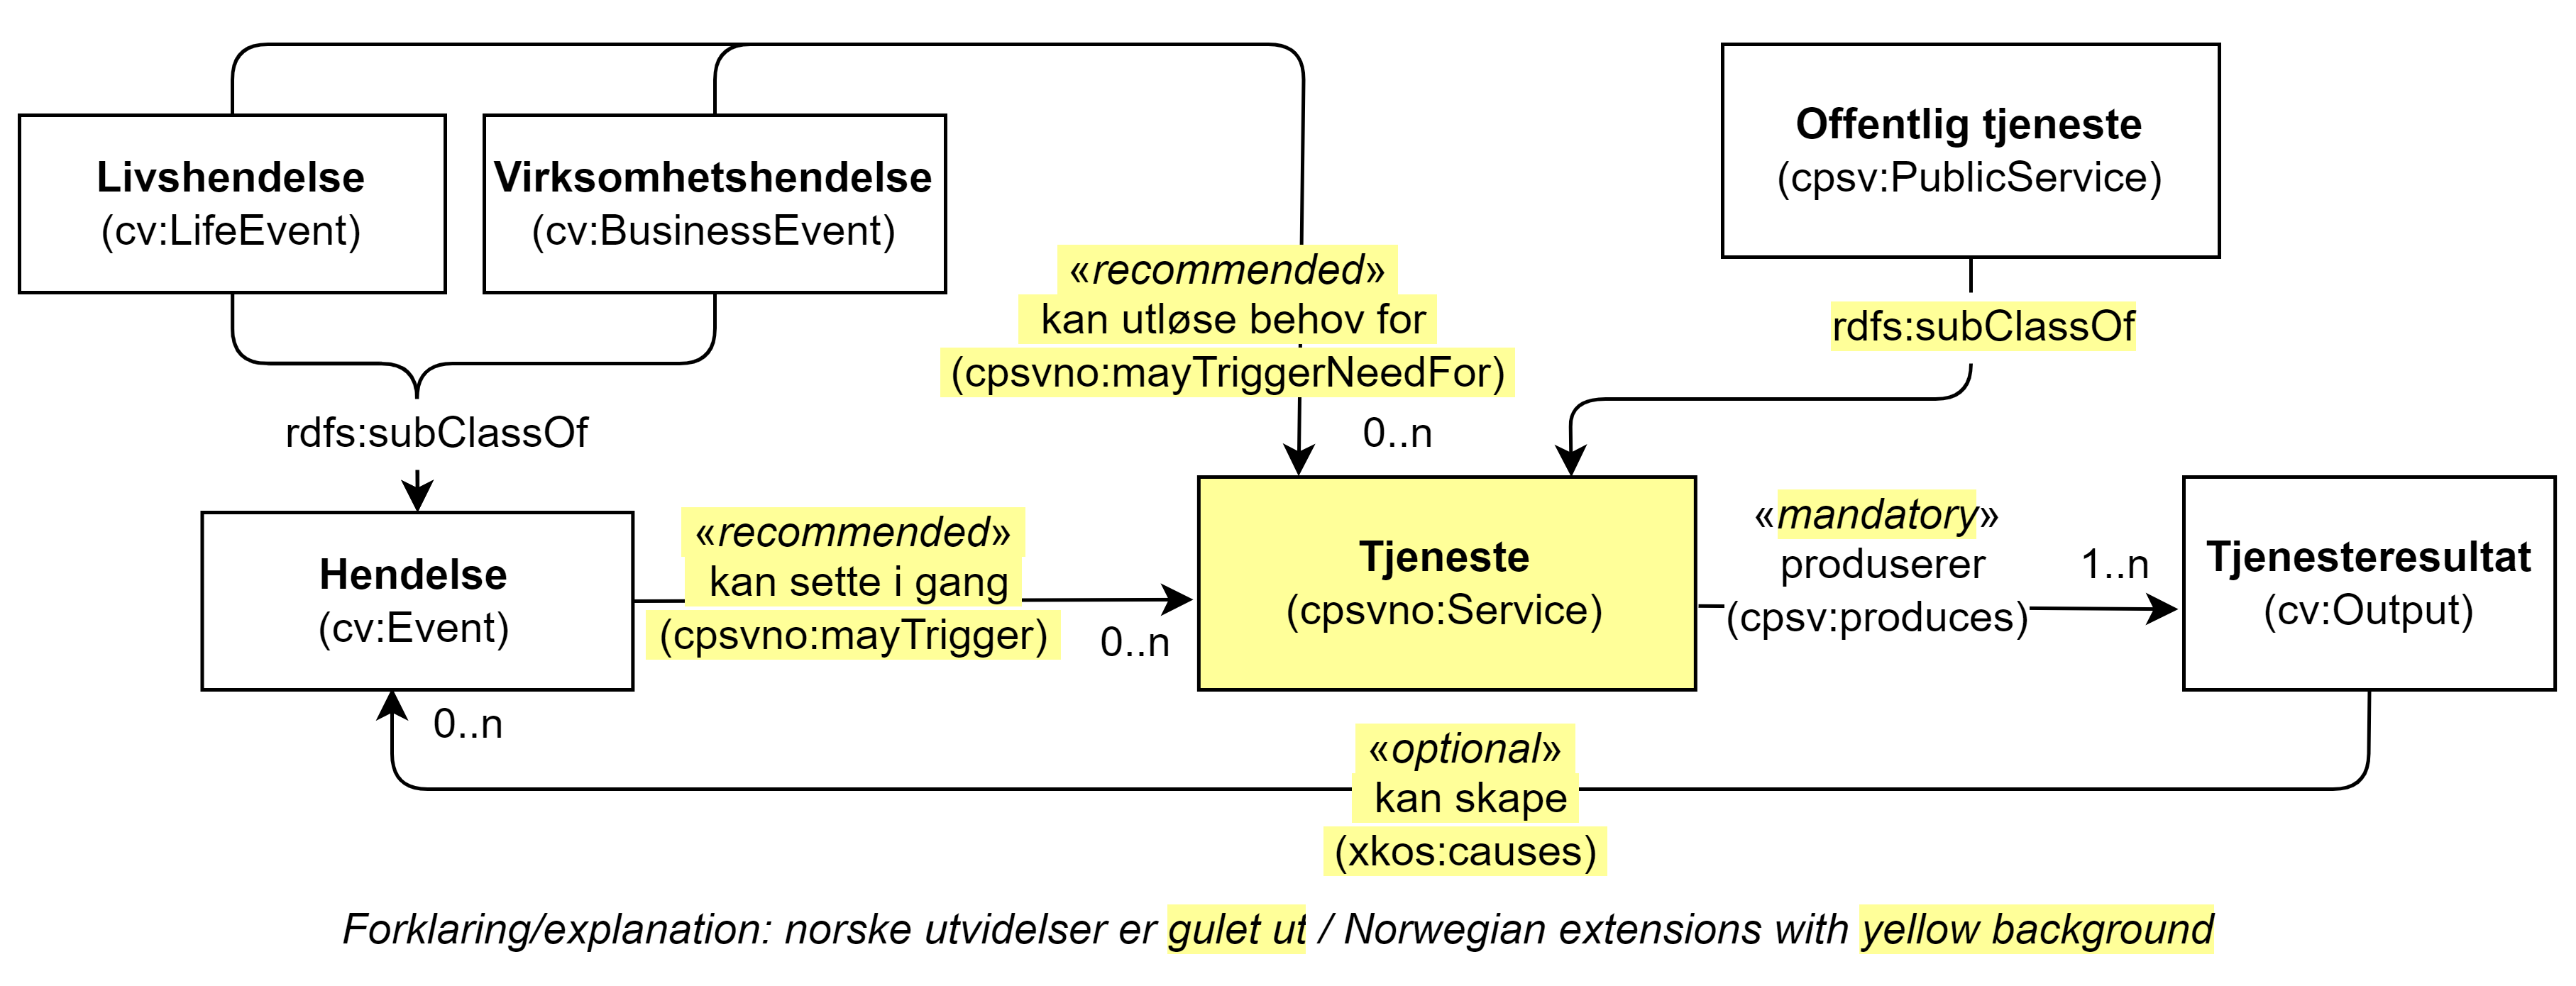 Livshendelse
(cv:LifeEvent)
Virksomhetshendelse
(cv:BusinessEvent)
Offentlig tjeneste
(cpsv:PublicService)
«recommended»
kan utløse behov for
(cpsvno:mayTriggerNeedFor)
0..n
rdfs:subClassOf
rdfs:subClassOf
Hendelse
(cv:Event)
«recommended»
kan sette i gang
(cpsvno:mayTrigger)
0..n
Tjeneste
(cpsvno:Service)
«mandatory»
produserer
(cpsv:produces)
1..n
Tjenesteresultat
(cv:Output)
0..n
«optional»
kan skape
(xkos:causes)
Forklaring/explanation: norske utvidelser er gulet ut / Norwegian extensions with yellow background